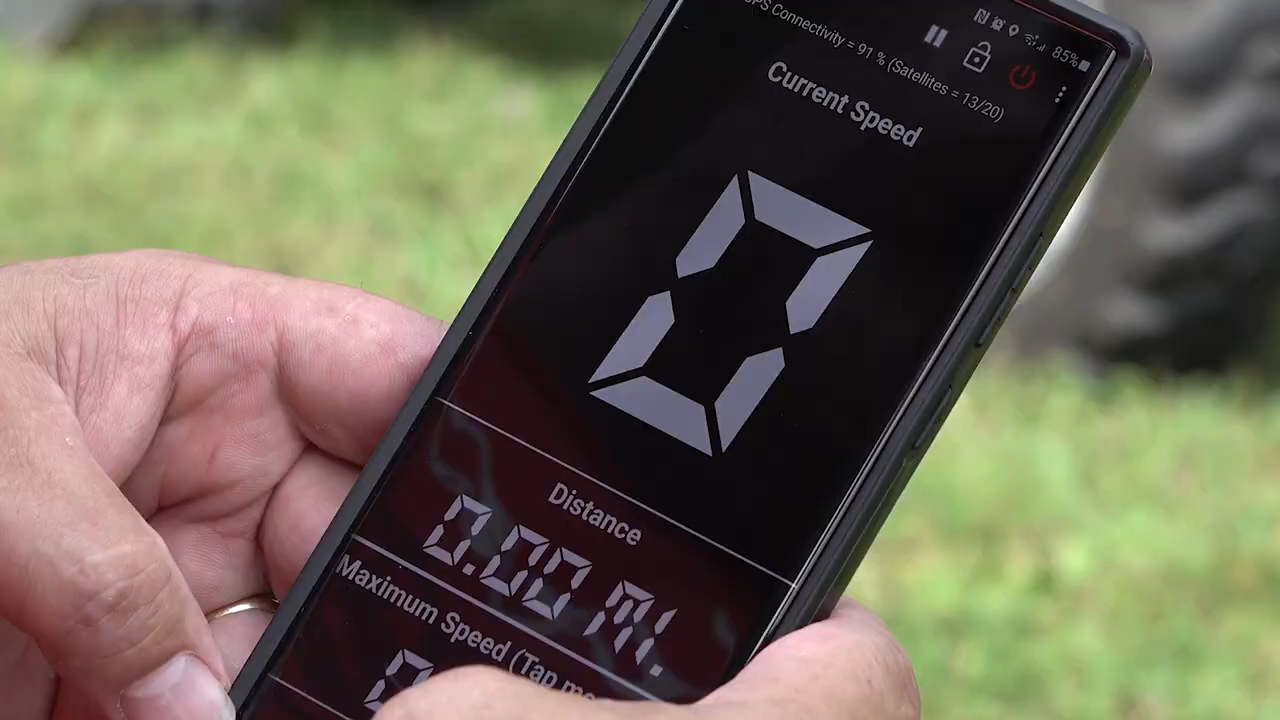 85%
GPS Connectivity = 91 % (Satellites = 13/20)
Current Speed
0
Distance
0.00 MI.
Maximum Speed (Tap